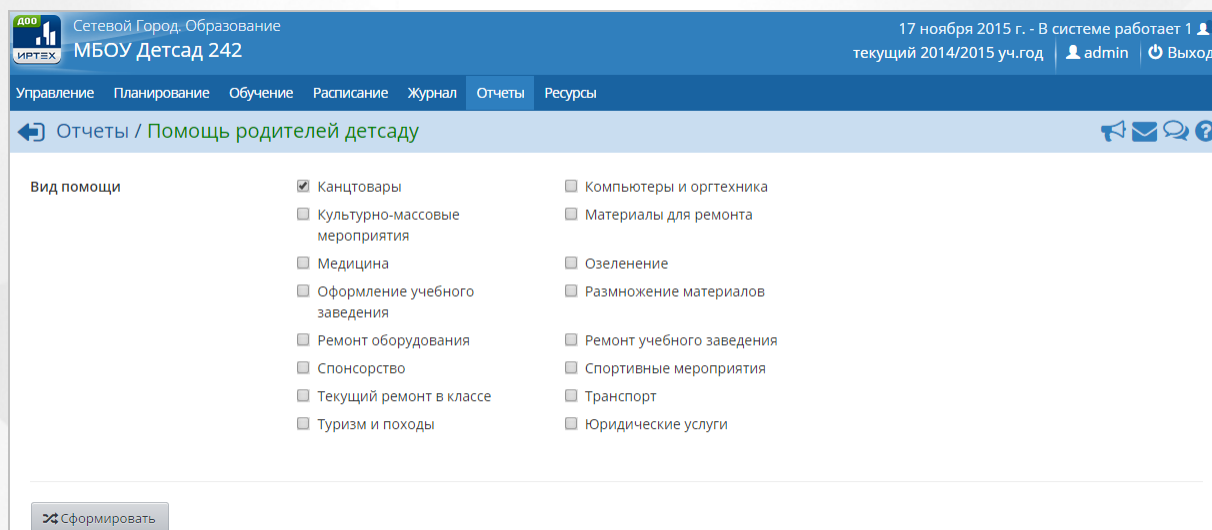 ДОО
ИРТЕХ
Сетевой Город. Образование
МБОУ Детсад 242
17 ноября 2015 г. - В системе работает 1
текущий 2014/2015 уч.год admin Выход
Управление Планирование Обучение Расписание Журнал Отчеты Ресурсы
Отчеты / Помощь родителей детсаду
Вид помощи
Канцтовары Компьютеры и оргтехника
Культурно-массовые Материалы для ремонта
мероприятия
Медицина Озеленение
Оформление учебного Размножение материалов
заведения
Ремонт оборудования Ремонт учебного заведения
Спонсорство Спортивные мероприятия
Текущий ремонт в классе Транспорт
Туризм и походы Юридические услуги
Сформировать